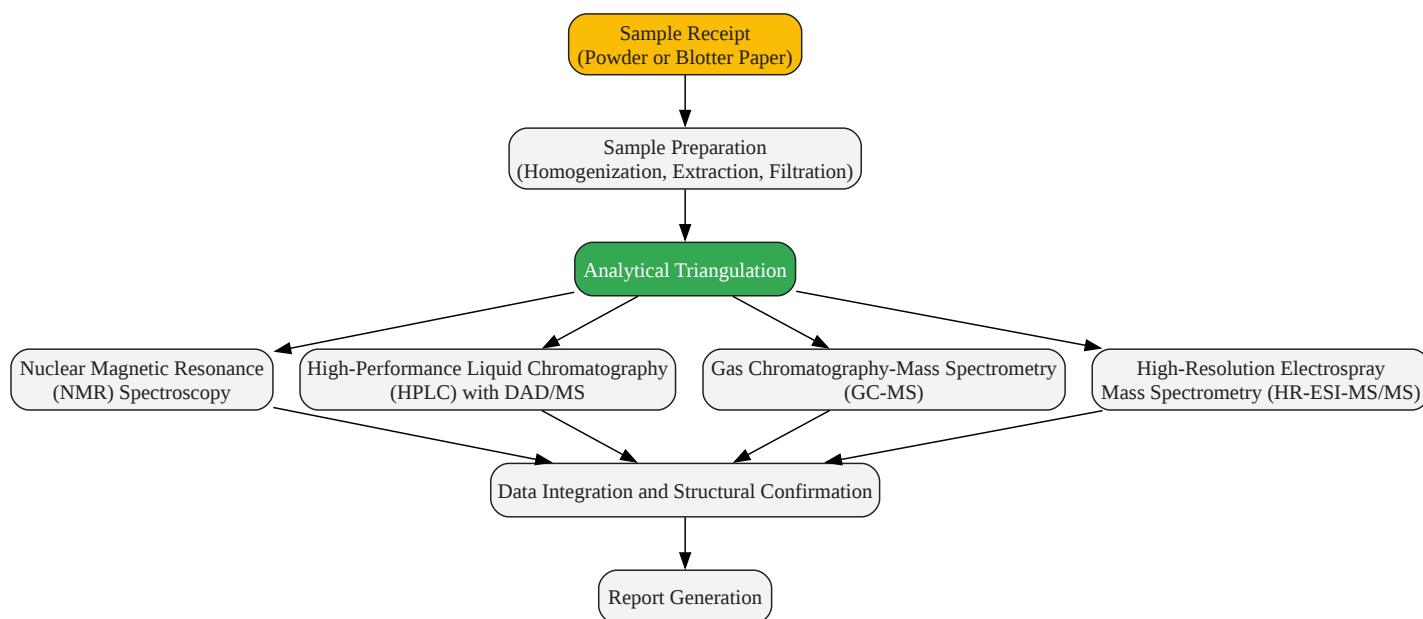 Sample Receipt
(Powder or Blotter Paper)
Sample Preparation
(Homogenization, Extraction, Filtration)
Analytical Triangulation
Nuclear Magnetic Resonance
(NMR) Spectroscopy
High-Performance Liquid Chromatography
(HPLC) with DAD/MS
Gas Chromatography-Mass Spectrometry
(GC-MS)
High-Resolution Electrospray
Mass Spectrometry (HR-ESI-MS/MS)
Data Integration and Structural Confirmation
Report Generation